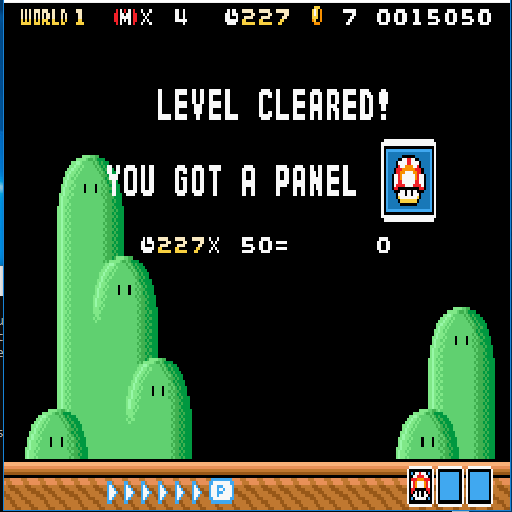 WORLD 1 (M)X 4 227 7 0015050
LEVEL CLEARED!
YOU GOT A PANEL
227X 50= 0
P